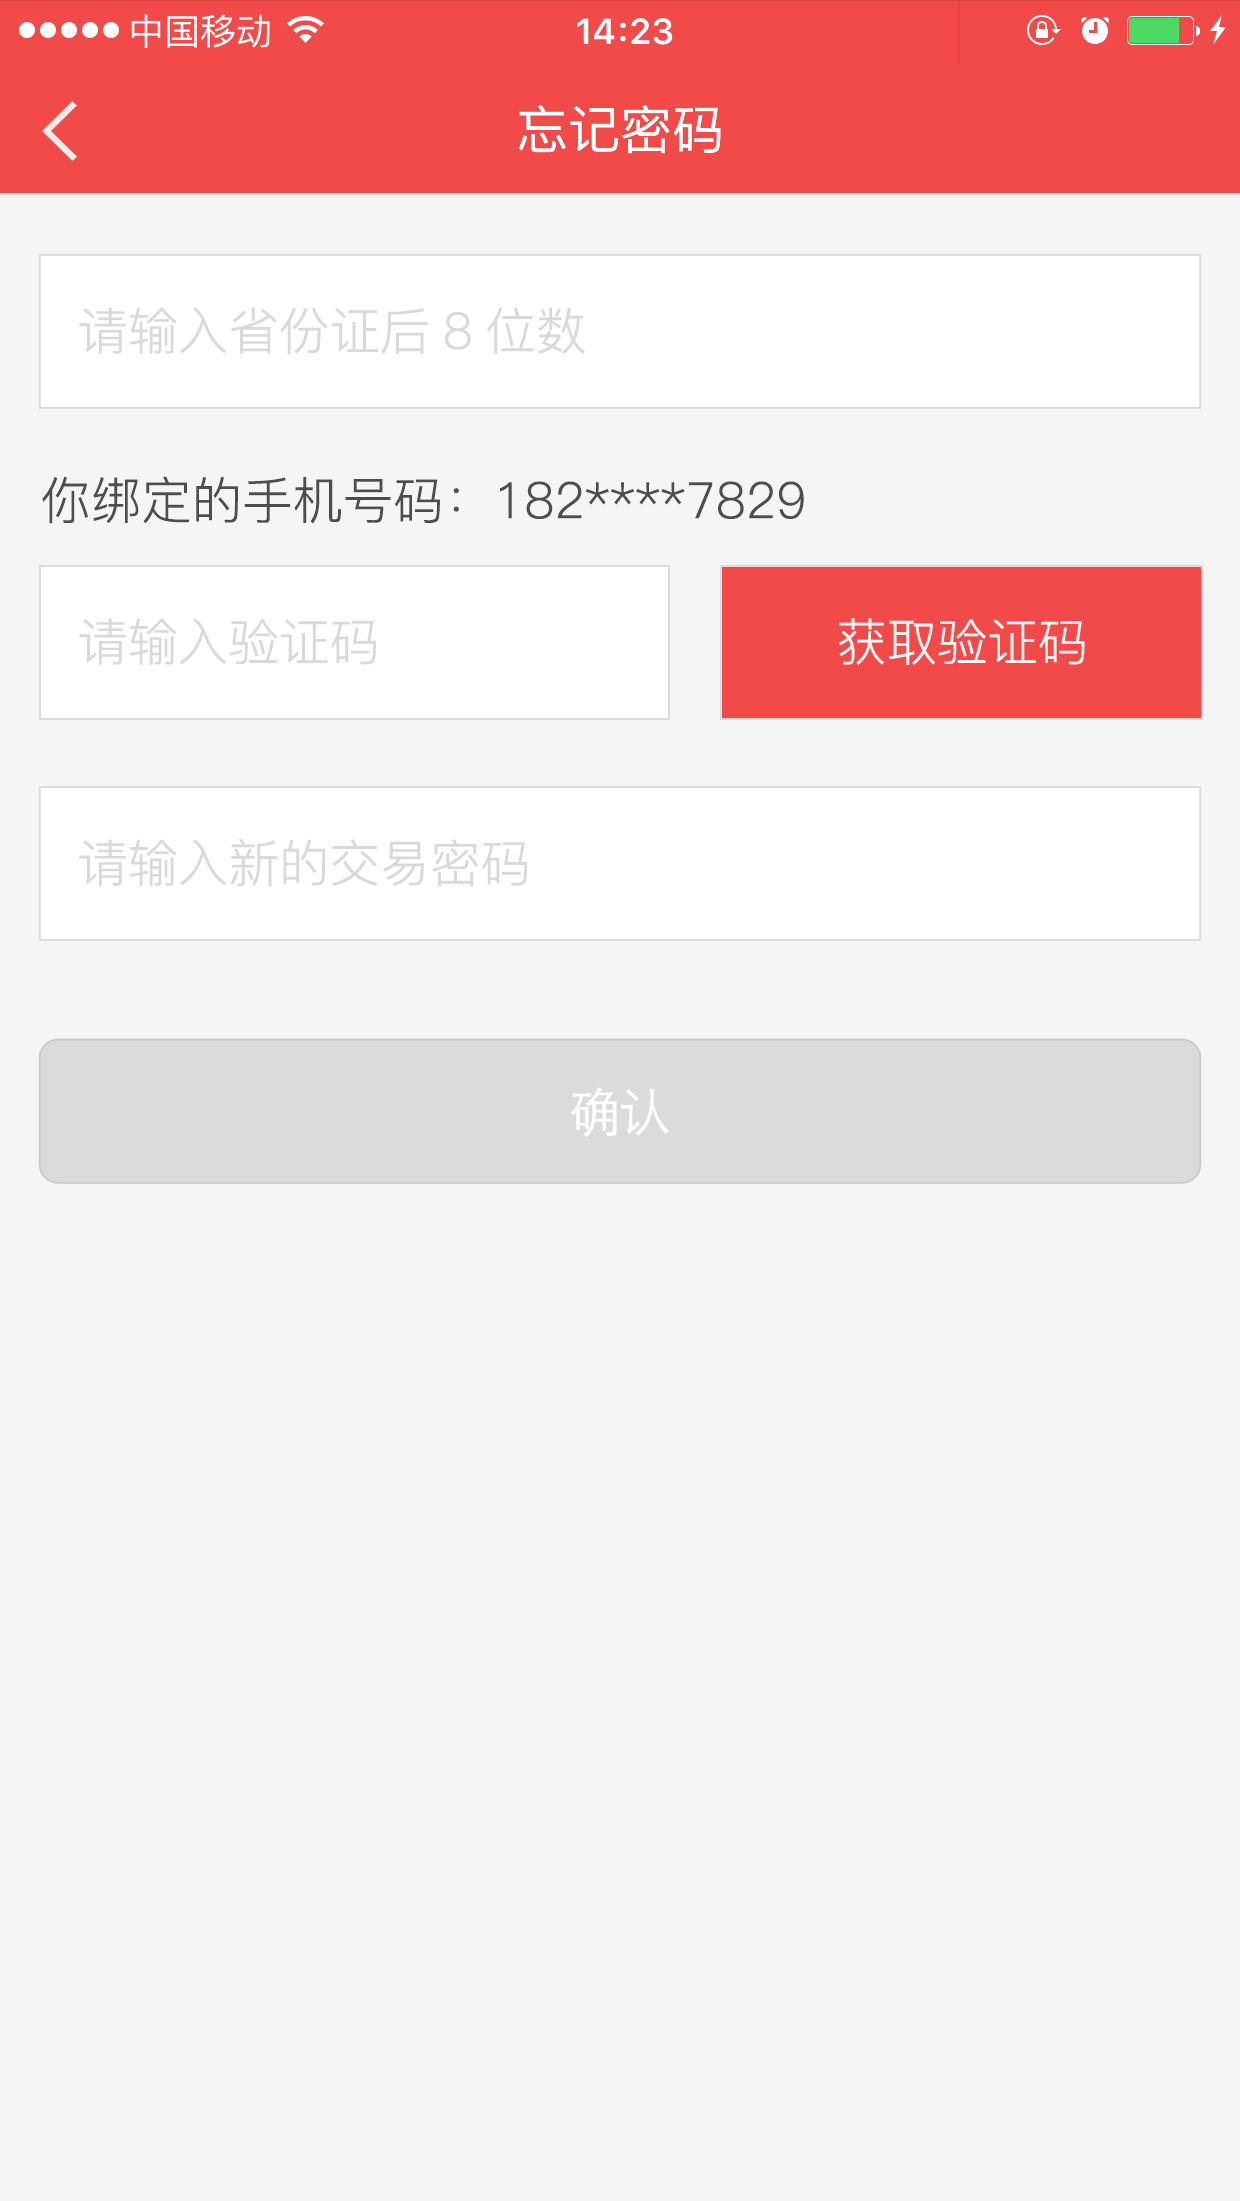 中国移动 14:23
忘记密码
请输入省份证后 8 位数
你绑定的手机号码：182****7829
请输入验证码 获取验证码
请输入新的交易密码
确认